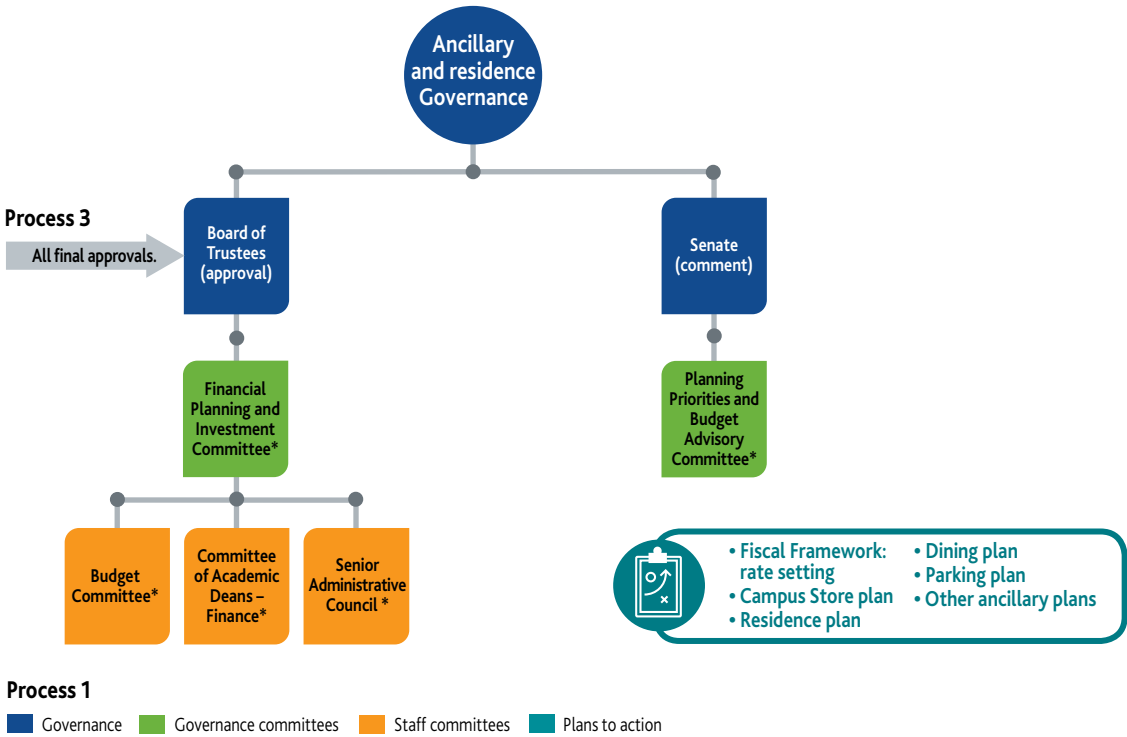 Ancillary
and residence
Governance
Process 3
All final approvals.
Board of
Trustees
(approval)
Senate
(comment)
Financial
Planning and
Investment
Committee*
Planning
Priorities and
Budget
Advisory
Committee*
Budget
Committee*
Committee
of Academic
Deans –
Finance*
Senior
Administrative
Council *
• Fiscal Framework:
rate setting
• Campus Store plan
• Residence plan
• Dining plan
• Parking plan
• Other ancillary plans
Process 1
Governance
Governance committees
Staff committees
Plans to action